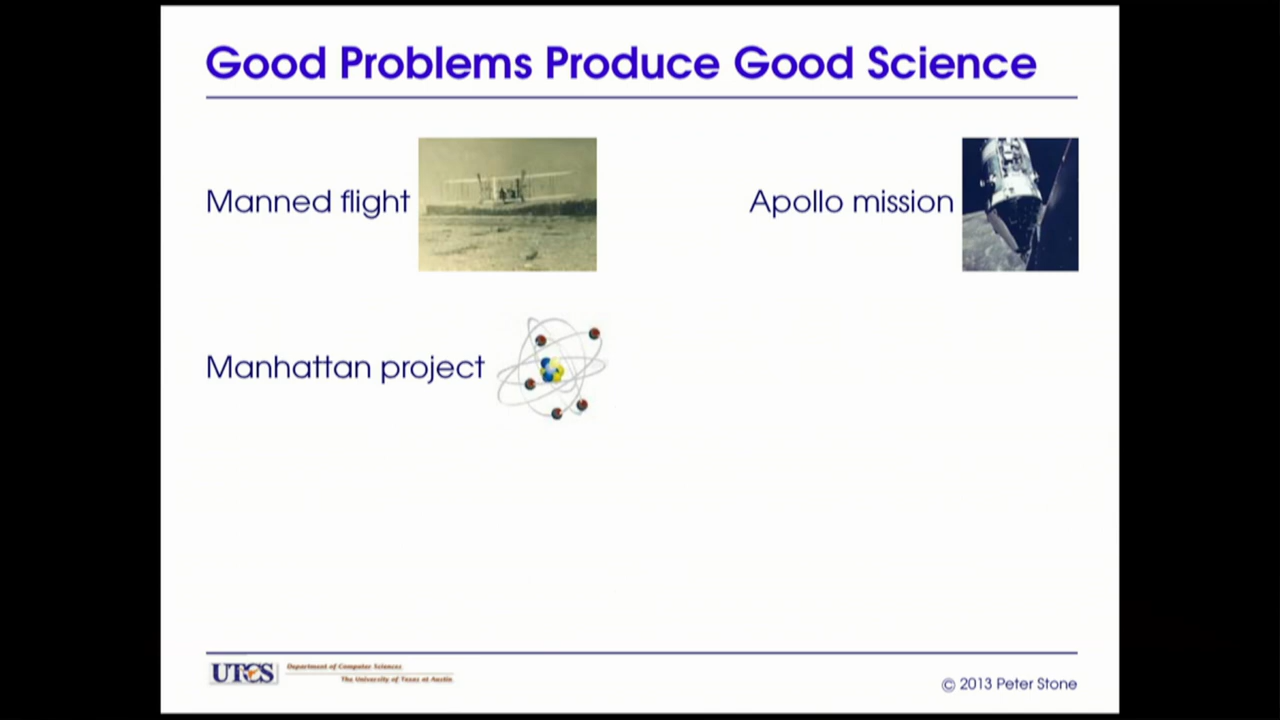 Good Problems Produce Good Science
Manned flight
Apollo mission
Manhattan project
UTCS
Department of Computer Sciences
The University of Texas at Austin
© 2013 Peter Stone